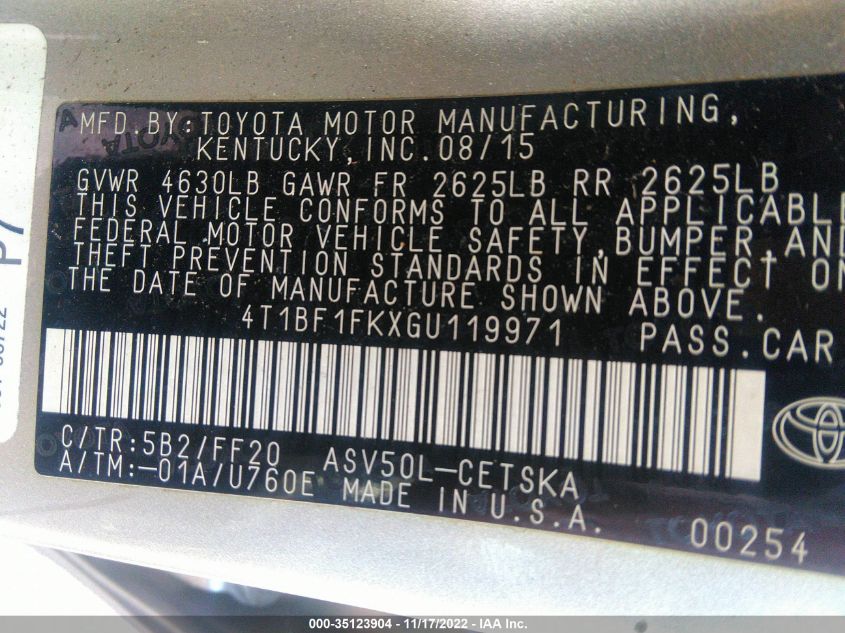 MFD.BY:TOYOTA MOTOR MANUFACTURING,
KENTUCKY, INC.08/15
GVWR 4630LB GAWR FR 2625LB RR 2625LB
THIS VEHICLE CONFORMS TO ALL APPLICABLE
FEDERAL MOTOR VEHICLE SAFETY,BUMPER,AND
THEFT PREVENTION STANDARDS IN EFFECT ON
THE DATE OF MANUFACTURE SHOWN ABOVE.
4T1BF1FKXGU119971 PASS.CAR
C/TR:5B2/FF20 ASV50L-CETSKA
A/TM:-01A/U760E MADE IN U.S.A.
00254
P7
000-35123904 - 11/17/2022 - IAA Inc.